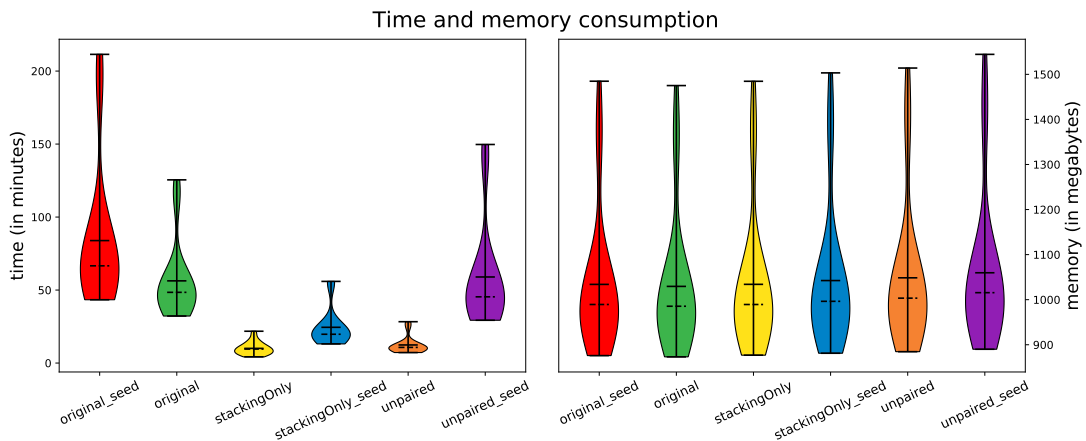 Time and memory consumption
time (in minutes)
200
150
100
50
0
original_seed
original
stackingOnly
stackingOnly_seed
unpaired
unpaired_seed
original_seed
original
stackingOnly
stackingOnly_seed
unpaired
unpaired_seed
1500
1400
1300
1200
1100
1000
900
memory (in megabytes)